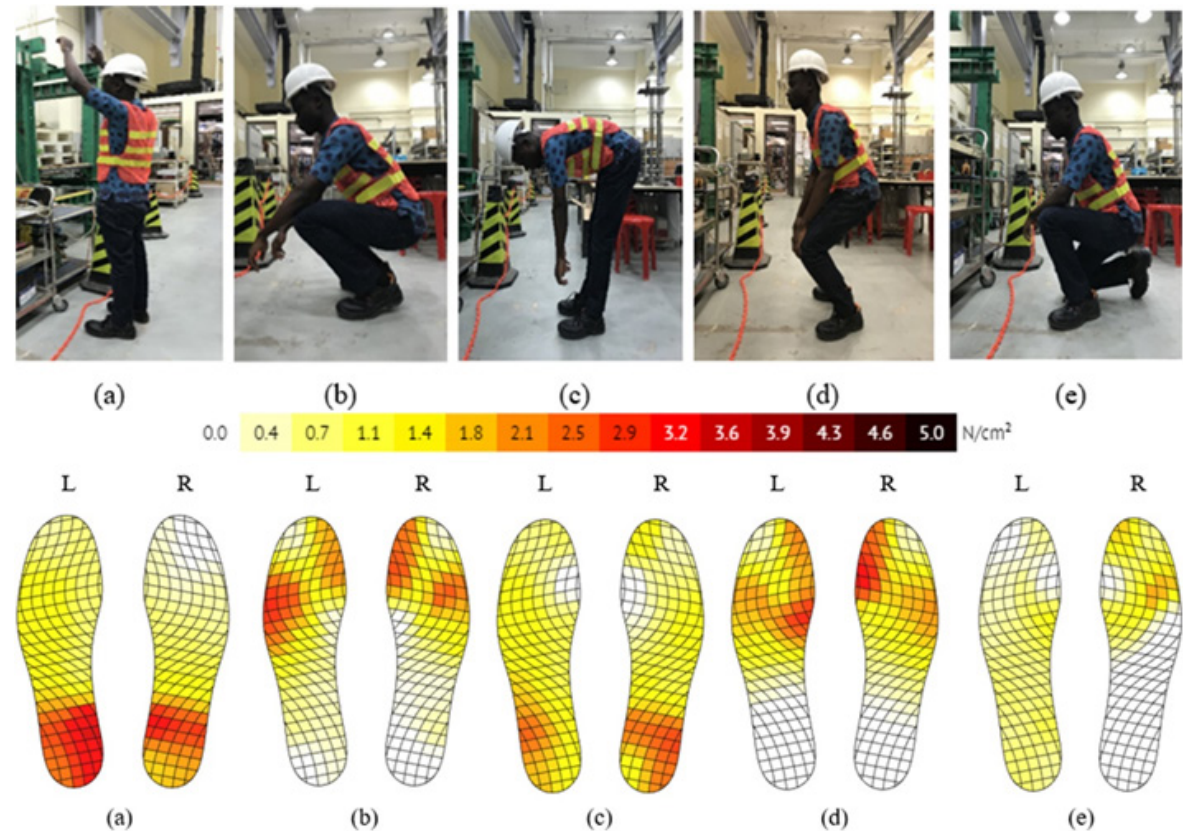 (a) (b) (c) (d) (e)
0.0 0.4 0.7 1.1 1.4 1.8 2.1 2.5 2.9 3.2 3.6 3.9 4.3 4.6 5.0 N/cm²
L R L R L R L R L R
(a) (b) (c) (d) (e)